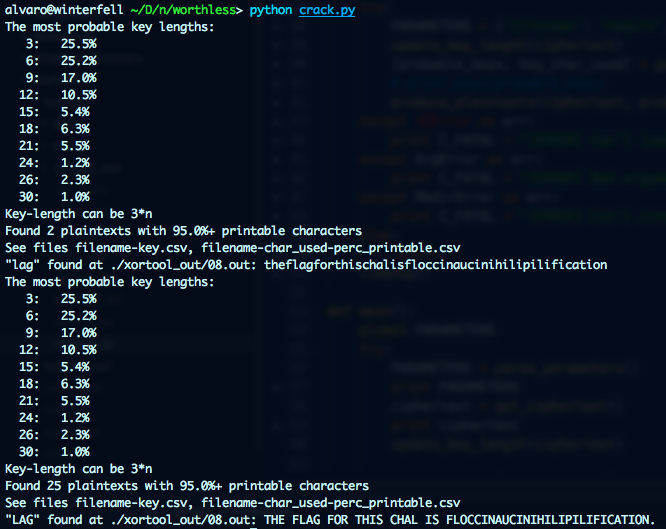 alvaro@winterfell ~/D/n/worthless> python crack.py
The most probable key lengths:
3: 25.5%
6: 25.2%
9: 17.0%
12: 10.5%
15: 5.4%
18: 6.3%
21: 5.5%
24: 1.2%
26: 2.3%
30: 1.0%
Key-length can be 3*n
Found 2 plaintexts with 95.0%+ printable characters
See files filename-key.csv, filename-char_used-perc_printable.csv
"lag" found at ./xortool_out/08.out: theflagforthischalisfloccinaucinihilipilification
The most probable key lengths:
3: 25.5%
6: 25.2%
9: 17.0%
12: 10.5%
15: 5.4%
18: 6.3%
21: 5.5%
24: 1.2%
26: 2.3%
30: 1.0%
Key-length can be 3*n
Found 25 plaintexts with 95.0%+ printable characters
See files filename-key.csv, filename-char_used-perc_printable.csv
"LAG" found at ./xortool_out/08.out: THE FLAG FOR THIS CHAL IS FLOCCINAUCINIHILIPILIFICATION.